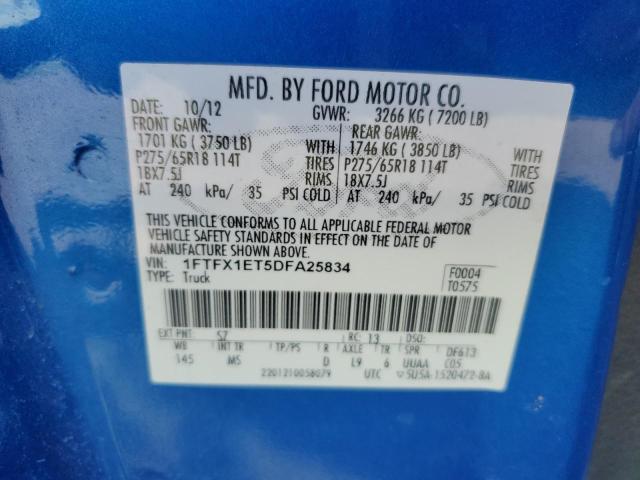 MFD. BY FORD MOTOR CO.
DATE: 10/12 GVWR: 3266 KG ( 7200 LB)
FRONT GAWR: REAR GAWR:
1701 KG ( 3750 LB) WITH 1746 KG ( 3850 LB) WITH
P275/65R18 114T TIRES P275/65R18 114T TIRES
18X7.5J RIMS 18X7.5J RIMS
AT 240 kPa/ 35 PSI COLD AT 240 kPa/ 35 PSI COLD
THIS VEHICLE CONFORMS TO ALL APPLICABLE FEDERAL MOTOR
VEHICLE SAFETY STANDARDS IN EFFECT ON THE DATE OF
MANUFACTURE SHOWN ABOVE.
VIN: 1FTFX1ET5DFA25834 F0004
TYPE: Truck T0575
EXT PNT: S7 RC: 13 DSO:
WB INT TR TP/PS R AXLE TR SPR DF613
145 MS D L9 6 UUAA C05
2201210058079 UTC 5U5A-1520472-BA